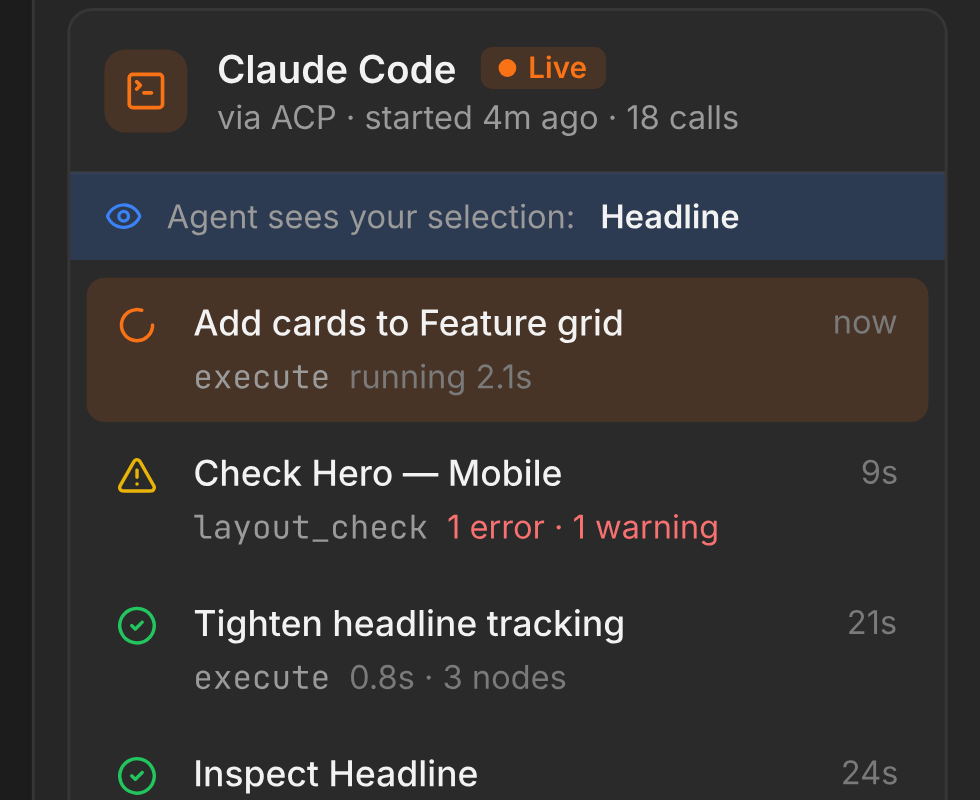 Claude Code
Live
via ACP · started 4m ago · 18 calls
Agent sees your selection: Headline
Add cards to Feature grid
now
execute running 2.1s
Check Hero — Mobile
9s
layout_check 1 error · 1 warning
Tighten headline tracking
21s
execute 0.8s · 3 nodes
Inspect Headline
24s